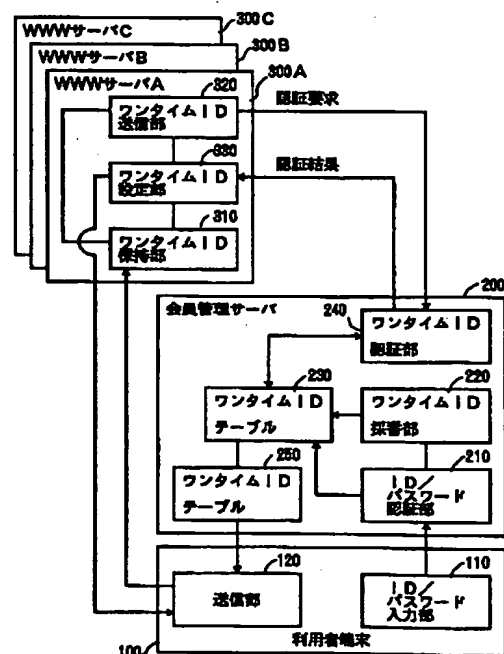 300C
WWWサーバC
300B
WWWサーバB
300A
WWWサーバA
320
ワンタイムID
送信部
認証要求
330
ワンタイムID
設定部
認証結果
310
ワンタイムID
保持部
200
会員管理サーバ
240
ワンタイムID
認証部
230
ワンタイムID
テーブル
220
ワンタイムID
採番部
250
ワンタイムID
テーブル
210
ID/
パスワード
認証部
120
送信部
110
ID/
パスワード
入力部
利用者端末
100